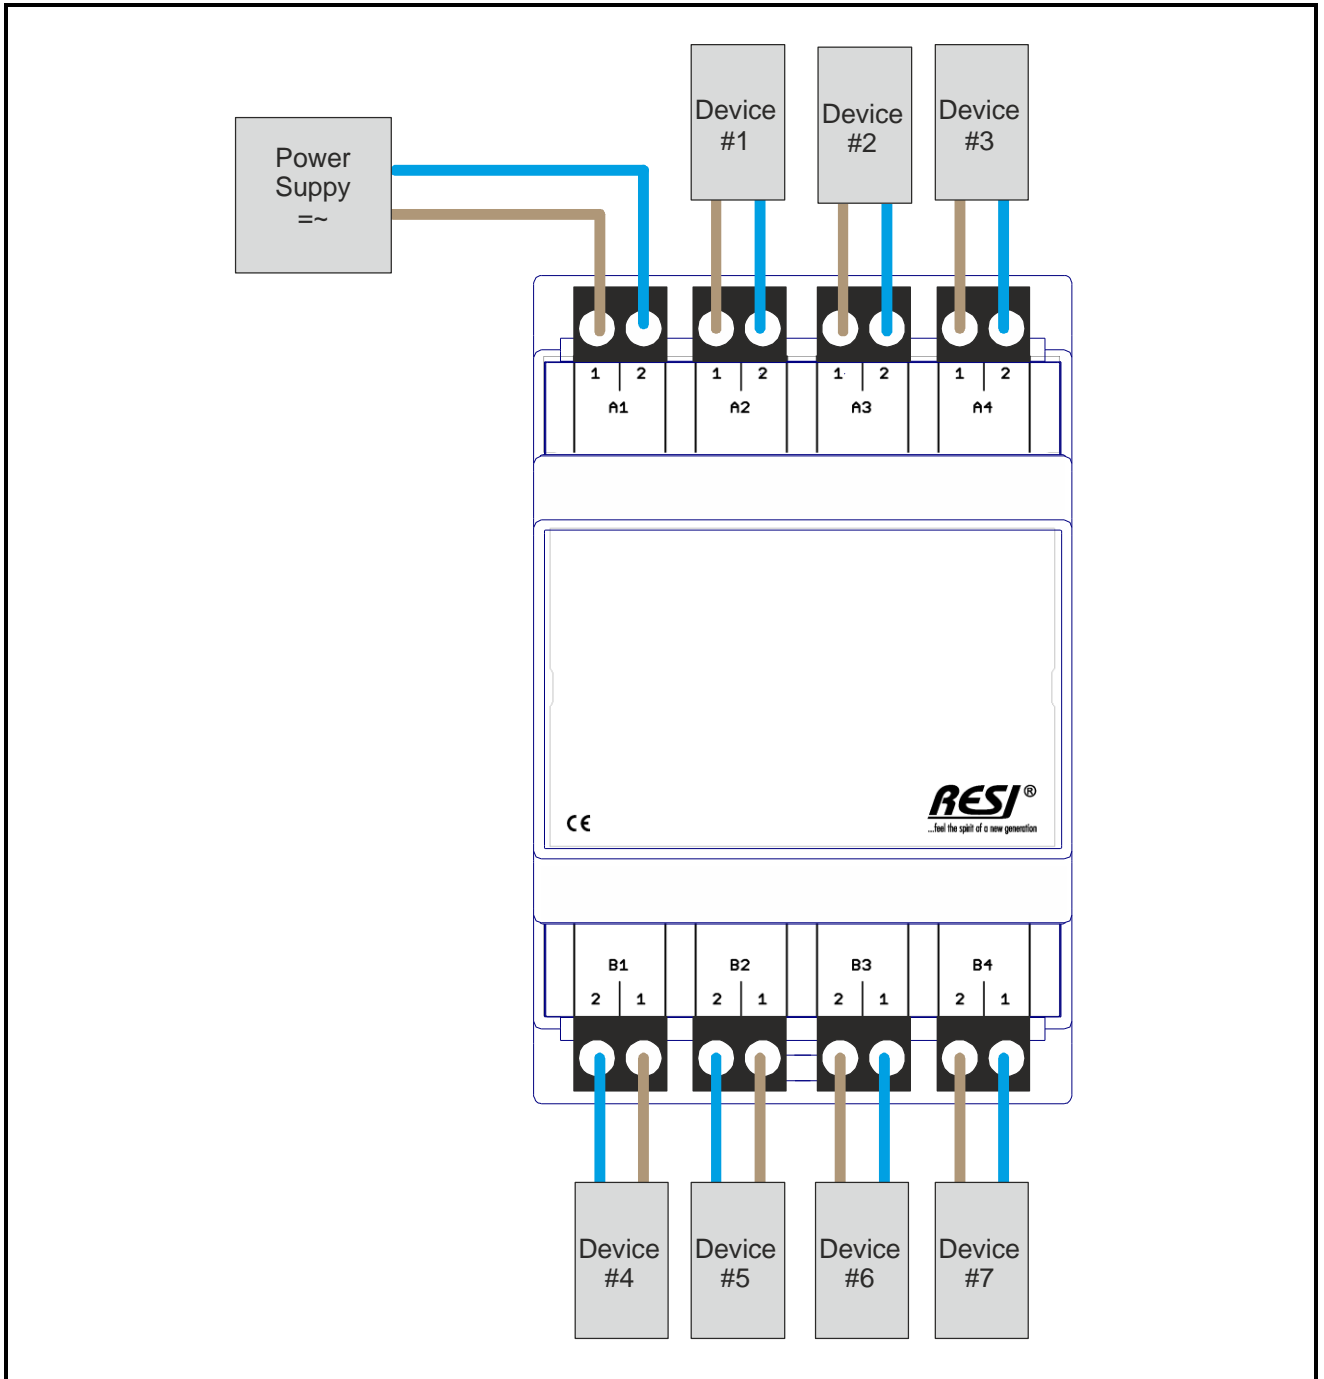 Power
Suppy
=~
Device
#1
Device
#2
Device
#3
1 2
A1
1 2
A2
1 2
A3
1 2
A4
RESI®
...feel the spirit of a new generation
CE
B1
2 1
B2
2 1
B3
2 1
B4
2 1
Device
#4
Device
#5
Device
#6
Device
#7